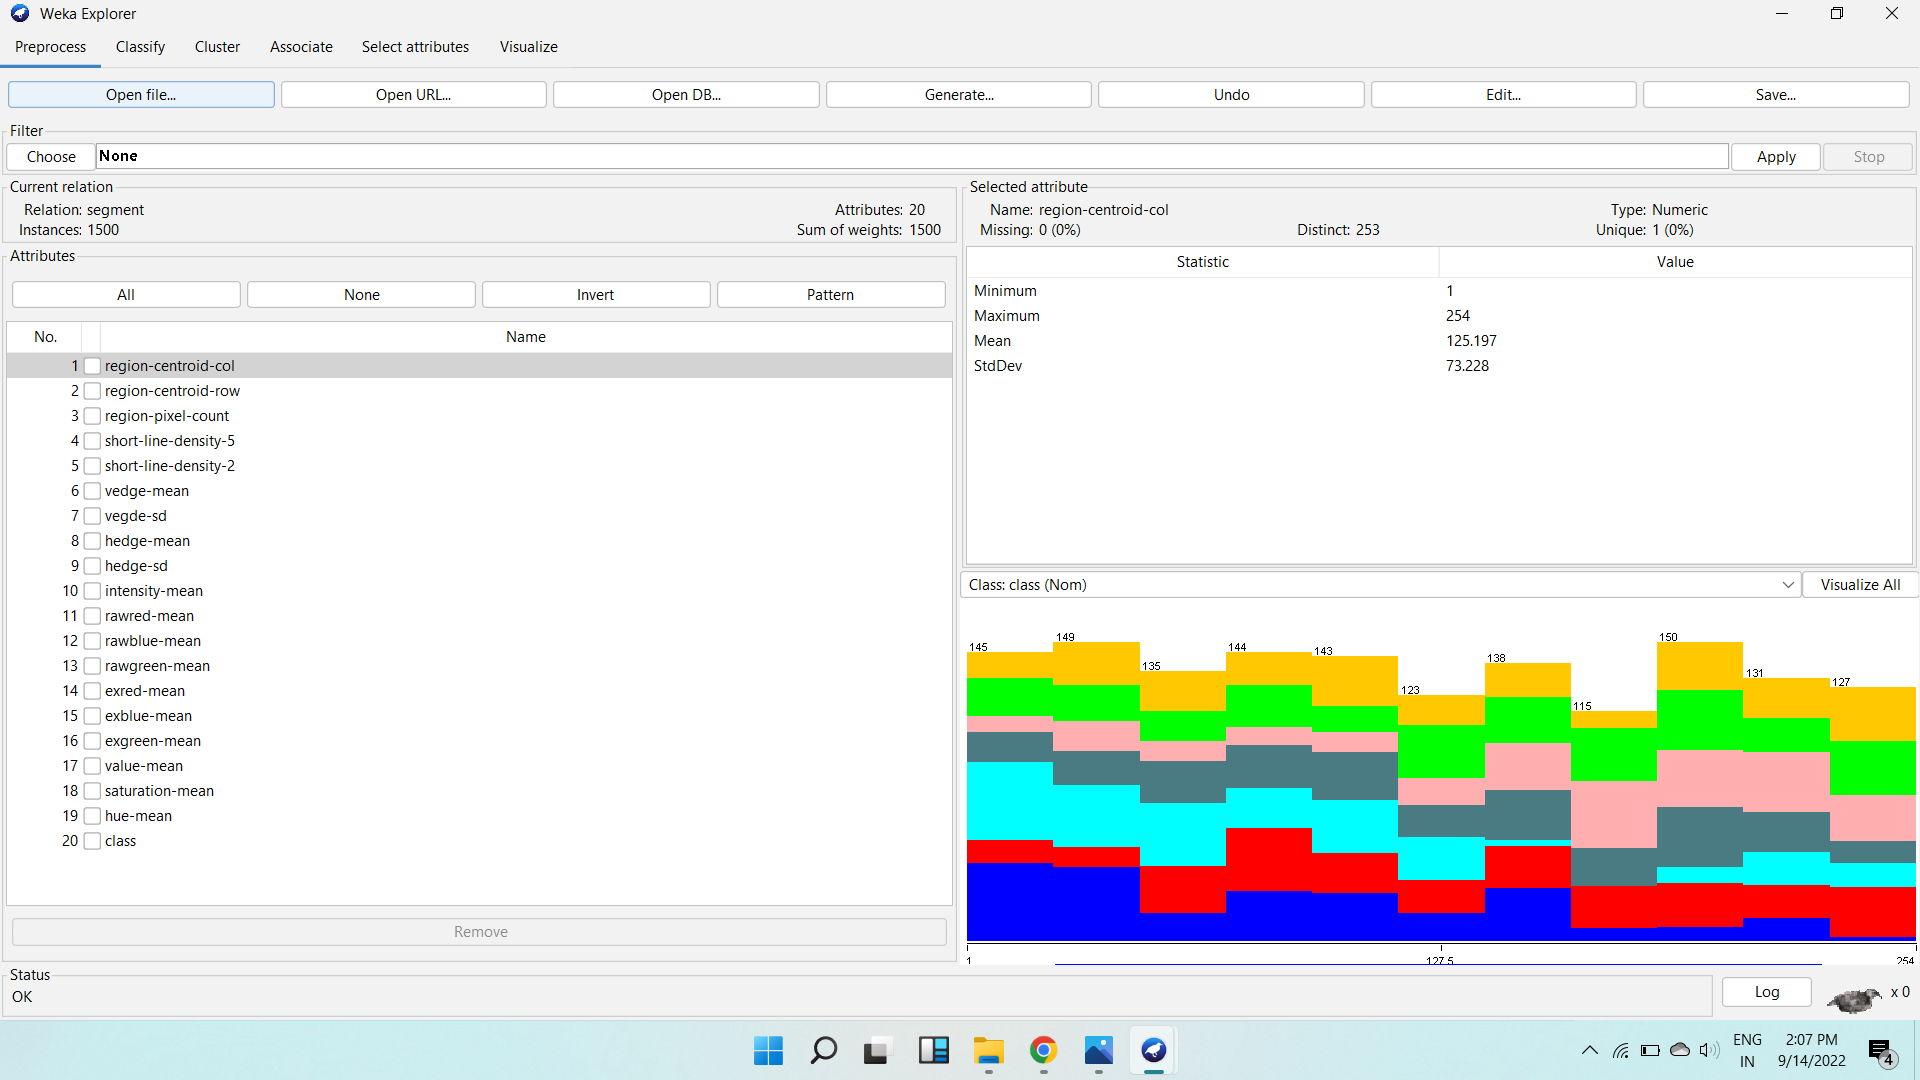 Weka Explorer
Preprocess Classify Cluster Associate Select attributes Visualize
Open file... Open URL... Open DB... Generate... Undo Edit... Save...
Filter
Choose None Apply Stop
Current relation
Relation: segment Attributes: 20
Instances: 1500 Sum of weights: 1500
Attributes
All None Invert Pattern
No. Name
1 region-centroid-col
2 region-centroid-row
3 region-pixel-count
4 short-line-density-5
5 short-line-density-2
6 vedge-mean
7 vegde-sd
8 hedge-mean
9 hedge-sd
10 intensity-mean
11 rawred-mean
12 rawblue-mean
13 rawgreen-mean
14 exred-mean
15 exblue-mean
16 exgreen-mean
17 value-mean
18 saturation-mean
19 hue-mean
20 class
Remove
Selected attribute
Name: region-centroid-col Type: Numeric
Missing: 0 (0%) Distinct: 253 Unique: 1 (0%)
Statistic Value
Minimum 1
Maximum 254
Mean 125.197
StdDev 73.228
Class: class (Nom) Visualize All
145 149 135 144 143 123 138 115 150 131 127
1 127.5 254
Status
OK
Log x 0
ENG
IN
2:07 PM
9/14/2022
4